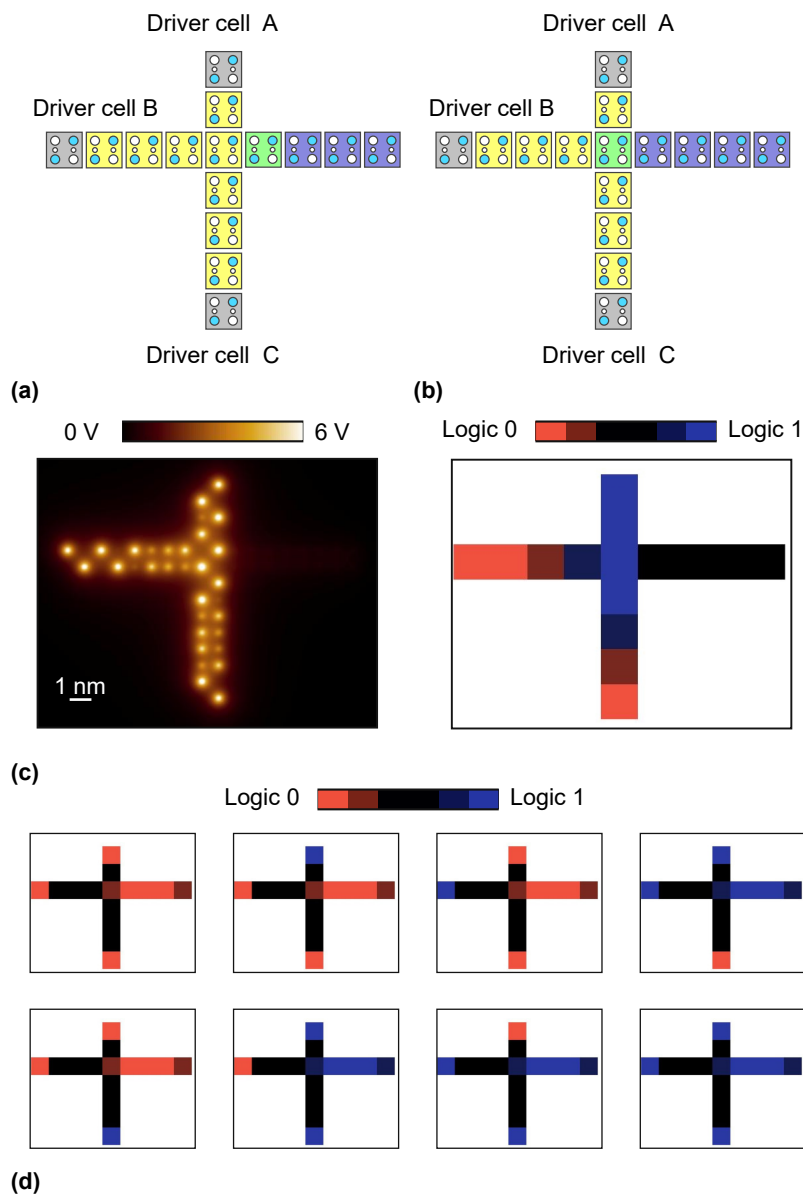 Driver cell A
Driver cell A
Driver cell B
Driver cell B
Driver cell C
Driver cell C
(a)
(b)
0 V
6 V
Logic 0
Logic 1
1 nm
(c)
Logic 0
Logic 1
(d)